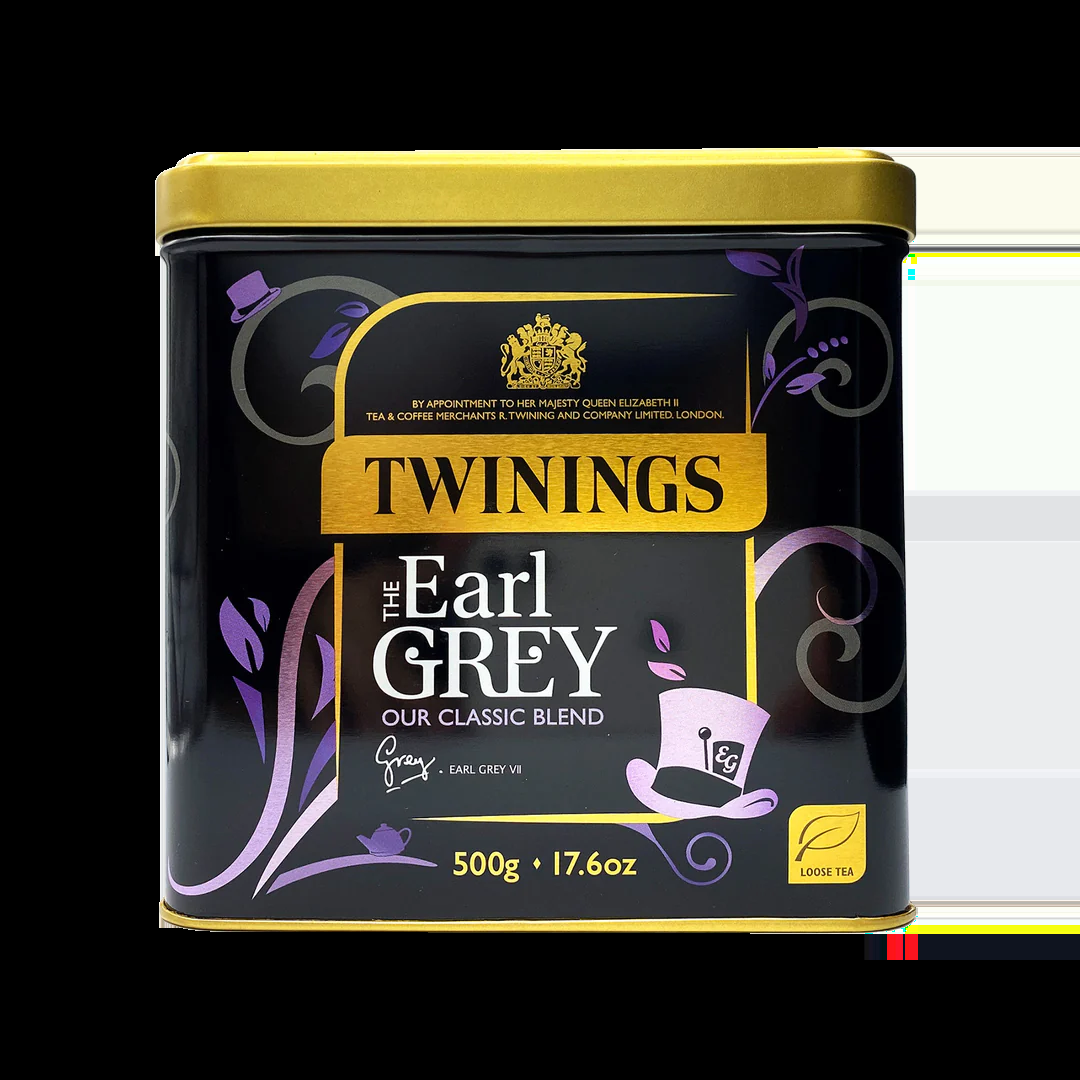 BY APPOINTMENT TO HER MAJESTY QUEEN ELIZABETH II
TEA & COFFEE MERCHANTS R. TWINING AND COMPANY LIMITED. LONDON.
TWININGS
THE Earl
GREY
OUR CLASSIC BLEND
Grey. EARL GREY VII
EG
500g ♦ 17.6oz
LOOSE TEA